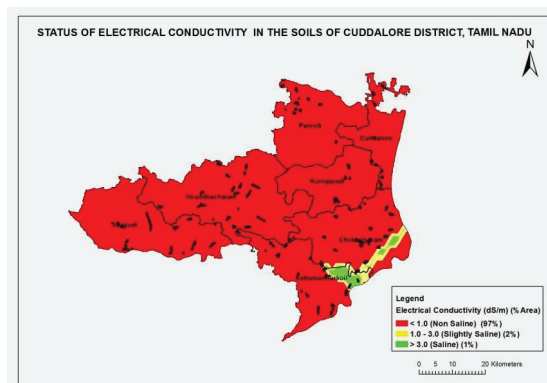 STATUS OF ELECTRICAL CONDUCTIVITY IN THE SOILS OF CUDDALORE DISTRICT, TAMIL NADU
N
Panruti
Cuddalore
Kurinjipadi
Virudhachalam
Chidambaram
Kattumannarkoil
Legend
Electrical Conductivity (dS/m) (% Area)
< 1.0 (Non Saline) (97%)
1.0 - 3.0 (Slightly Saline) (2%)
> 3.0 (Saline) (1%)
0 5 10 20 Kilometers